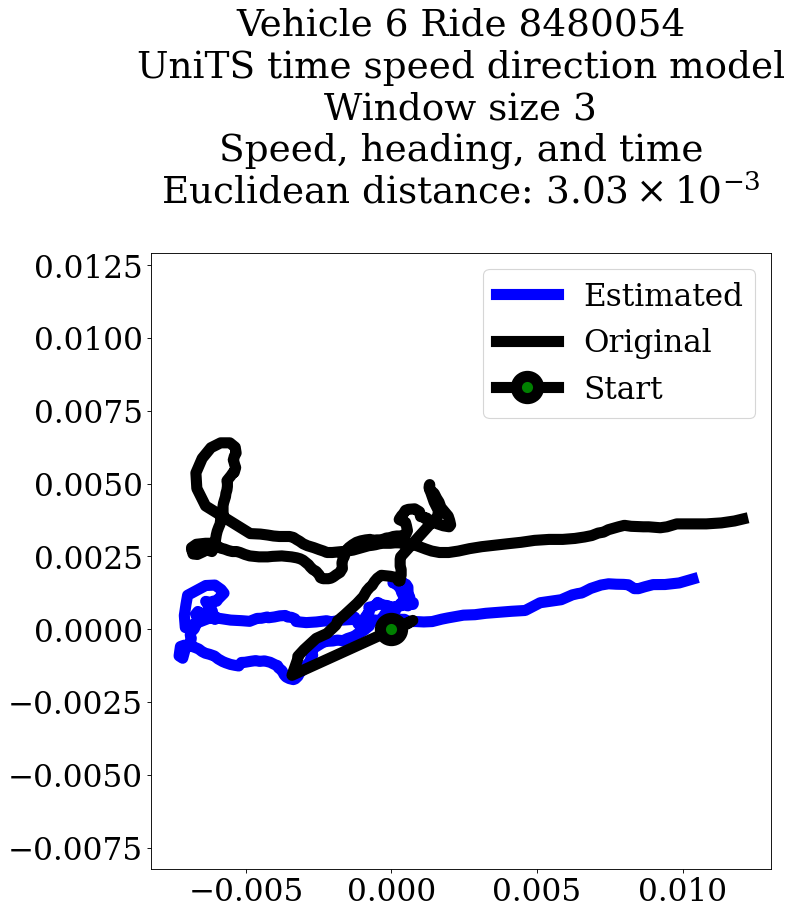 Vehicle 6 Ride 8480054
UniTS time speed direction model
Window size 3
Speed, heading, and time
Euclidean distance: 3.03 × 10⁻³
Estimated
Original
Start
0.0125
0.0100
0.0075
0.0050
0.0025
0.0000
−0.0025
−0.0050
−0.0075
−0.005 0.000 0.005 0.010